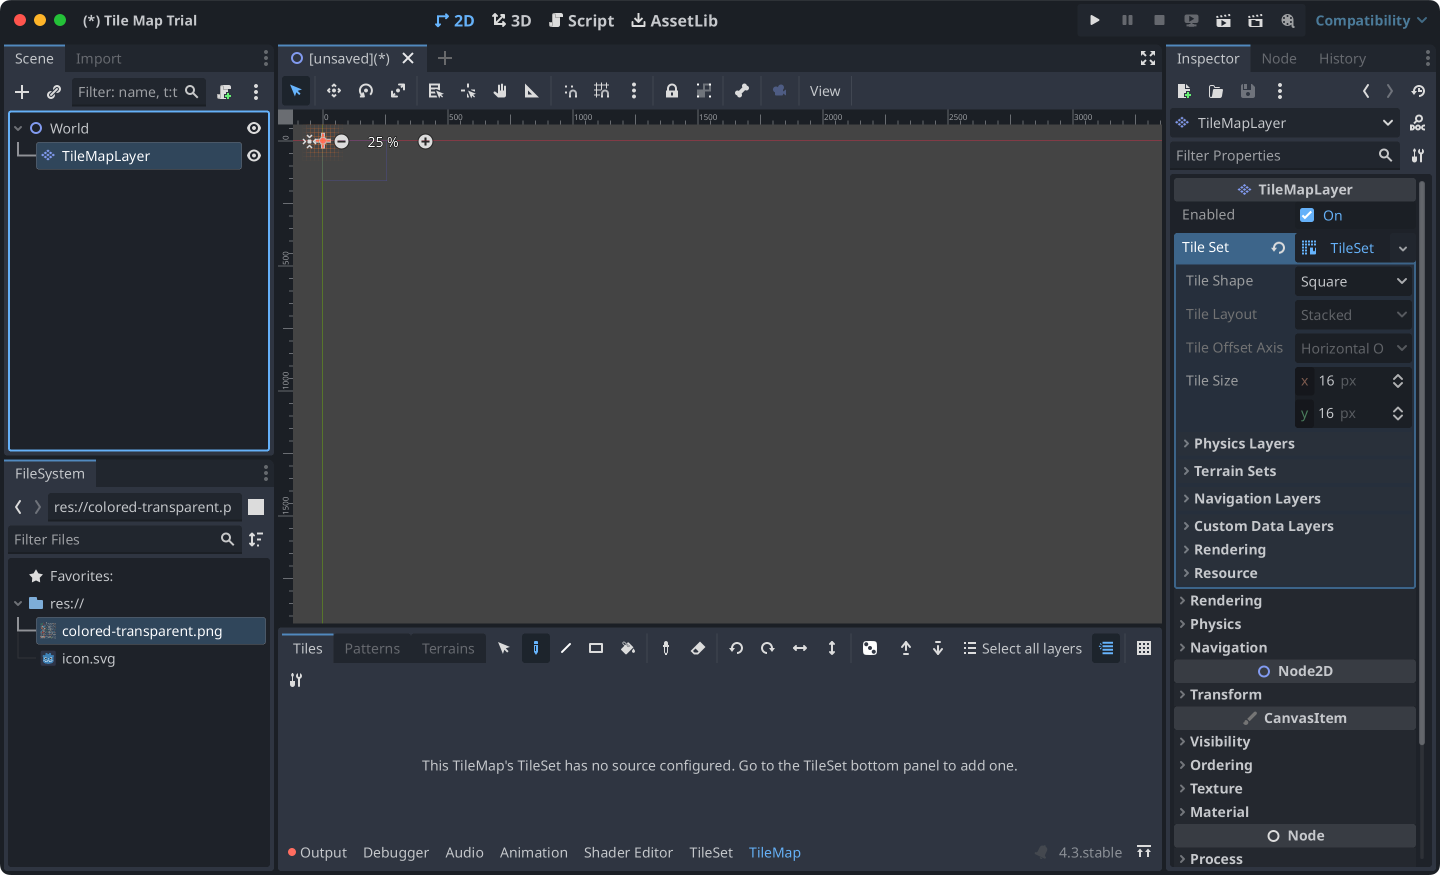 (*) Tile Map Trial
2D
3D
Script
AssetLib
Compatibility
Scene
Import
Filter: name, t:t
World
TileMapLayer
FileSystem
res://colored-transparent.p
Filter Files
Favorites:
res://
colored-transparent.png
icon.svg
[unsaved](*)
View
0
500
1000
1500
2000
2500
3000
0
500
1000
1500
25 %
Tiles
Patterns
Terrains
Select all layers
This TileMap's TileSet has no source configured. Go to the TileSet bottom panel to add one.
Output
Debugger
Audio
Animation
Shader Editor
TileSet
TileMap
4.3.stable
Inspector
Node
History
TileMapLayer
Filter Properties
TileMapLayer
Enabled
On
Tile Set
TileSet
Tile Shape
Square
Tile Layout
Stacked
Tile Offset Axis
Horizontal O
Tile Size
x 16 px
y 16 px
Physics Layers
Terrain Sets
Navigation Layers
Custom Data Layers
Rendering
Resource
Rendering
Physics
Navigation
Node2D
Transform
CanvasItem
Visibility
Ordering
Texture
Material
Node
Process